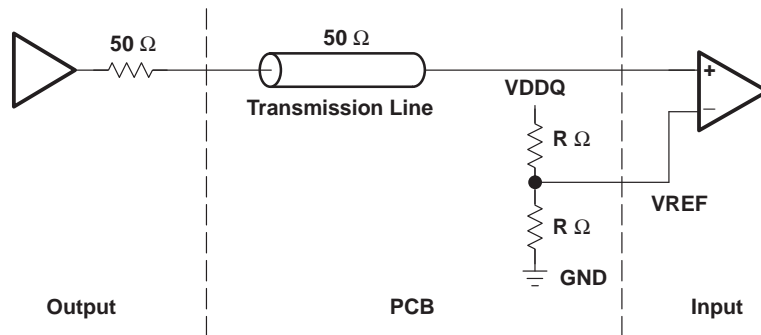 50 Ω
50 Ω
Transmission Line
VDDQ
+
−
R Ω
VREF
R Ω
GND
Output
PCB
Input